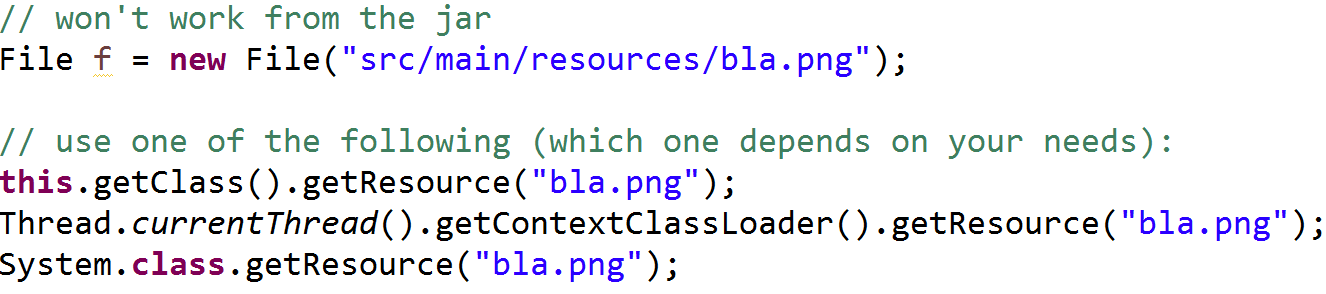 // won't work from the jar
File f = new File("src/main/resources/bla.png");
// use one of the following (which one depends on your needs):
this.getClass().getResource("bla.png");
Thread.currentThread().getContextClassLoader().getResource("bla.png");
System.class.getResource("bla.png");